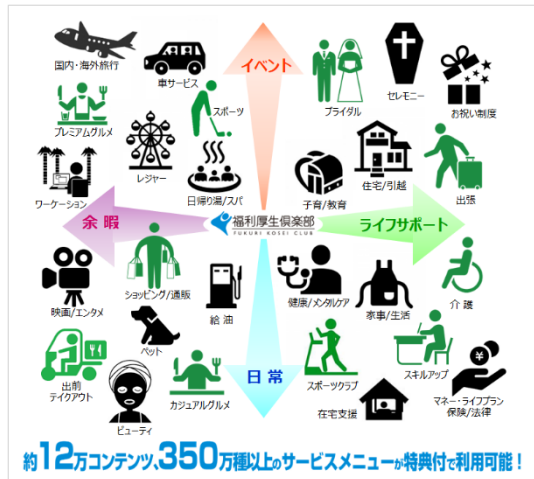 イベント
国内・海外旅行
車サービス
ブライダル
セレモニー
お祝い制度
プレミアムグルメ
レジャー
スポーツ
ワーケーション
日帰り湯/スパ
子育/教育
住宅/引越
出張
余暇
福利厚生倶楽部
FUKURI KOSEI CLUB
ライフサポート
映画/エンタメ
ショッピング/通販
給油
健康/メンタルケア
家事/生活
介護
ペット
出前
テイクアウト
ビューティ
カジュアルグルメ
日常
スポーツクラブ
在宅支援
スキルアップ
マネー・ライフプラン
保険/法律
約12万コンテンツ、350万種以上のサービスメニューが特典付で利用可能!